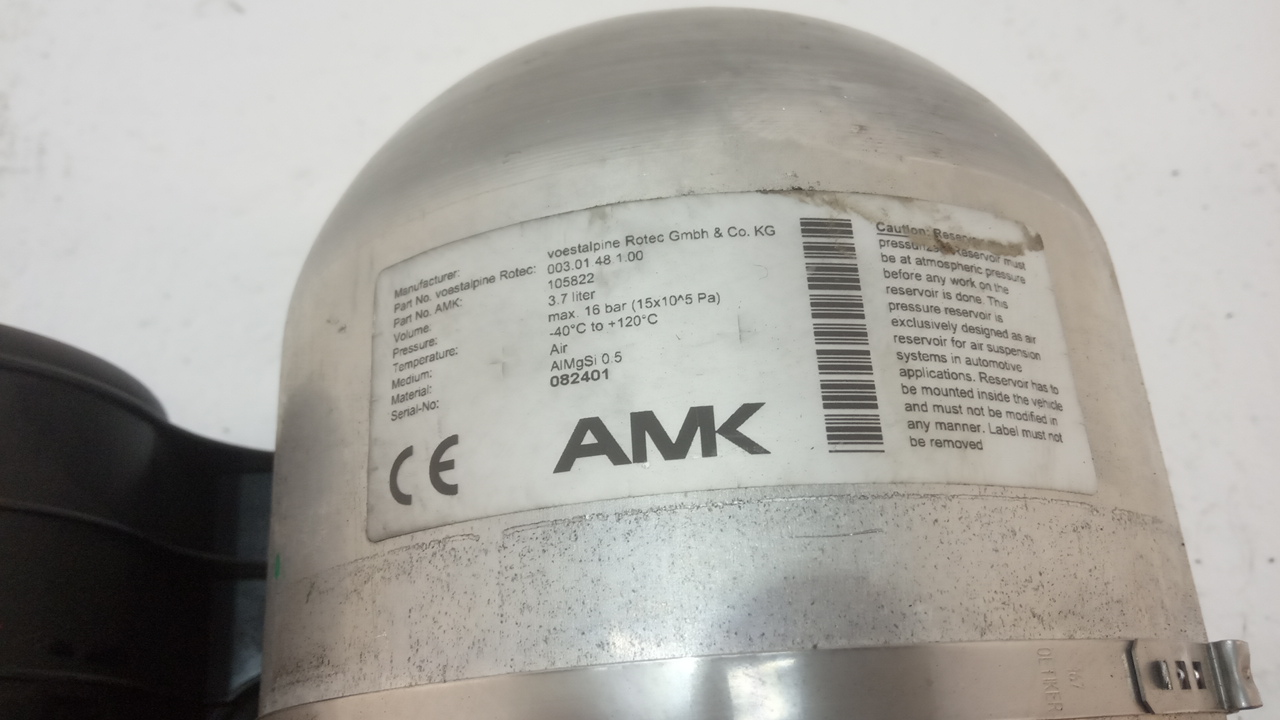 Manufacturer: voestalpine Rotec Gmbh & Co. KG
Part No. voestalpine Rotec: 003.01 48 1.00
Part No. AMK: 105822
Volume: 3.7 liter
Pressure: max. 16 bar (15x10^5 Pa)
Temperature: -40°C to +120°C
Medium: Air
Material: AlMgSi 0.5
Serial-No: 082401
CE
AMK
Caution: Reservoir
pressurized. Reservoir must
be at atmospheric pressure
before any work on the
reservoir is done. This
pressure reservoir is
exclusively designed as air
reservoir for air suspension
systems in automotive
applications. Reservoir has to
be mounted inside the vehicle
and must not be modified in
any manner. Label must not
be removed
OETIKER